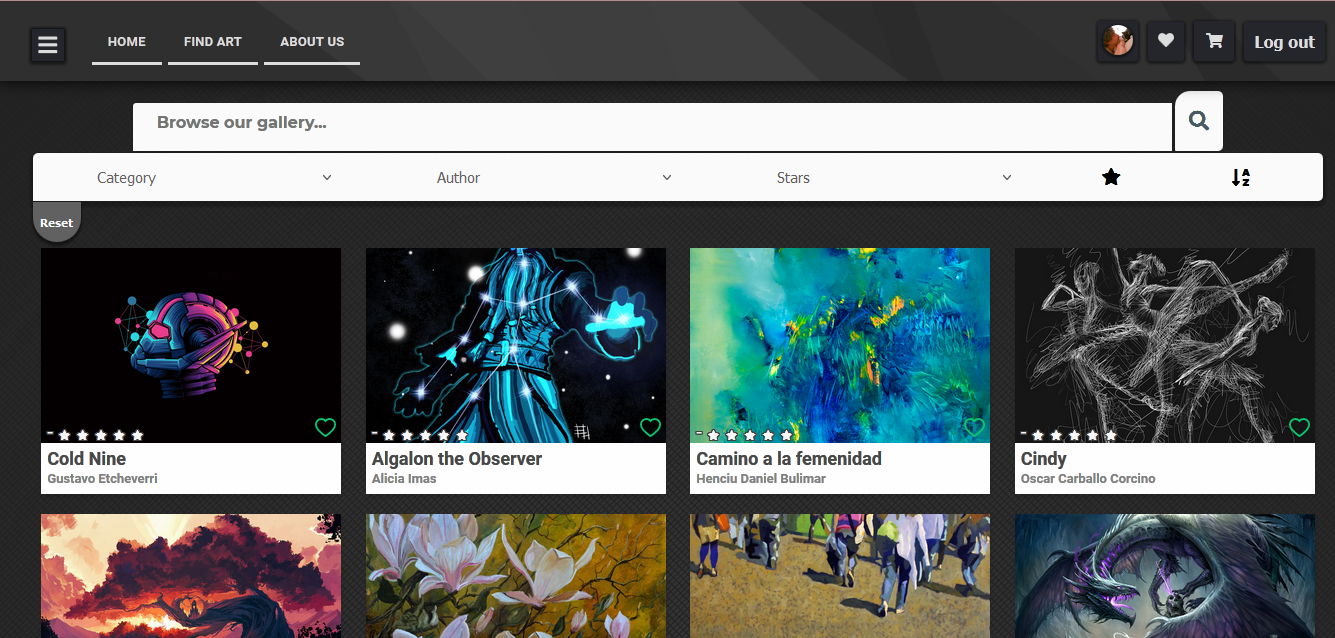 HOME FIND ART ABOUT US Log out
Browse our gallery...
Category Author Stars
Reset
- - - -
Cold Nine Algalon the Observer Camino a la femenidad Cindy
Gustavo Etcheverri Alicia Imas Henciu Daniel Bulimar Oscar Carballo Corcino